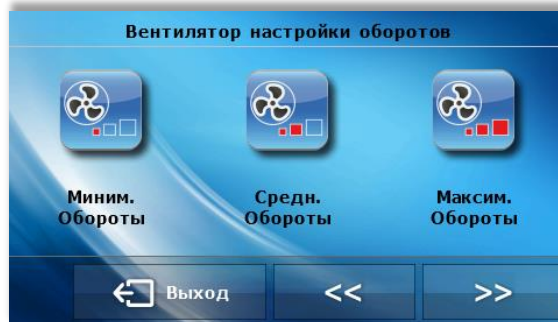 Вентилятор настройки оборотов
Миним.
Обороты
Средн.
Обороты
Максим.
Обороты
Выход
<<
>>